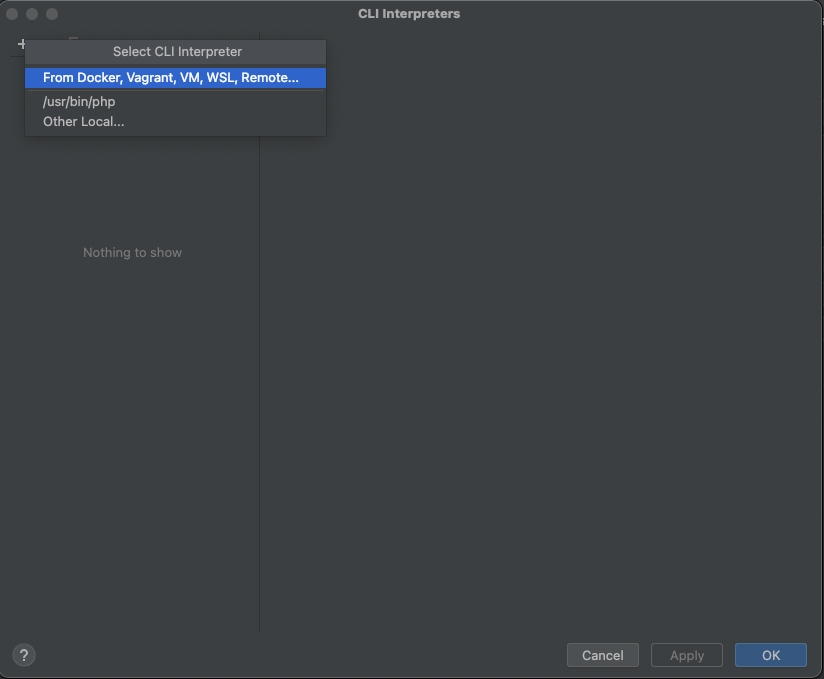 CLI Interpreters
+
Select CLI Interpreter
From Docker, Vagrant, VM, WSL, Remote...
/usr/bin/php
Other Local...
Nothing to show
?
Cancel
Apply
OK